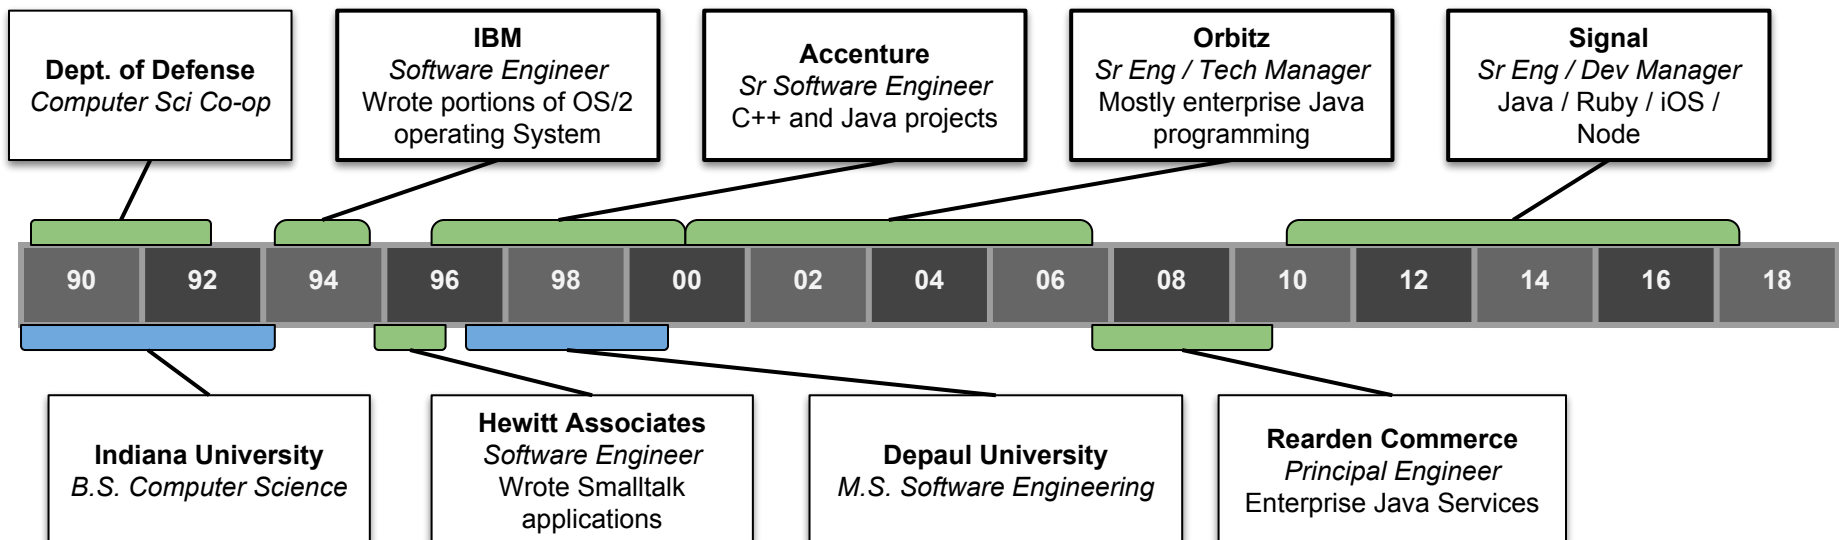 Dept. of Defense
Computer Sci Co-op
IBM
Software Engineer
Wrote portions of OS/2
operating System
Accenture
Sr Software Engineer
C++ and Java projects
Orbitz
Sr Eng / Tech Manager
Mostly enterprise Java
programming
Signal
Sr Eng / Dev Manager
Java / Ruby / iOS /
Node
90 92 94 96 98 00 02 04 06 08 10 12 14 16 18
Indiana University
B.S. Computer Science
Hewitt Associates
Software Engineer
Wrote Smalltalk
applications
Depaul University
M.S. Software Engineering
Rearden Commerce
Principal Engineer
Enterprise Java Services